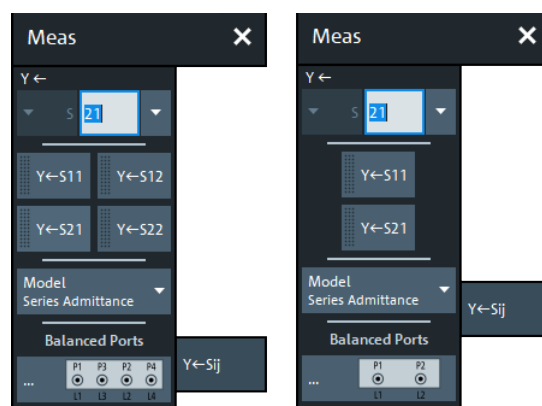 Meas ×
Y ←
S 21
Y←S11 Y←S12
Y←S21 Y←S22
Model
Series Admittance
Balanced Ports
... P1 P3 P2 P4
L1 L3 L2 L4
Y←Sij
Meas ×
Y ←
S 21
Y←S11
Y←S21
Model
Series Admittance
Y←Sij
Balanced Ports
... P1 P2
L1 L2